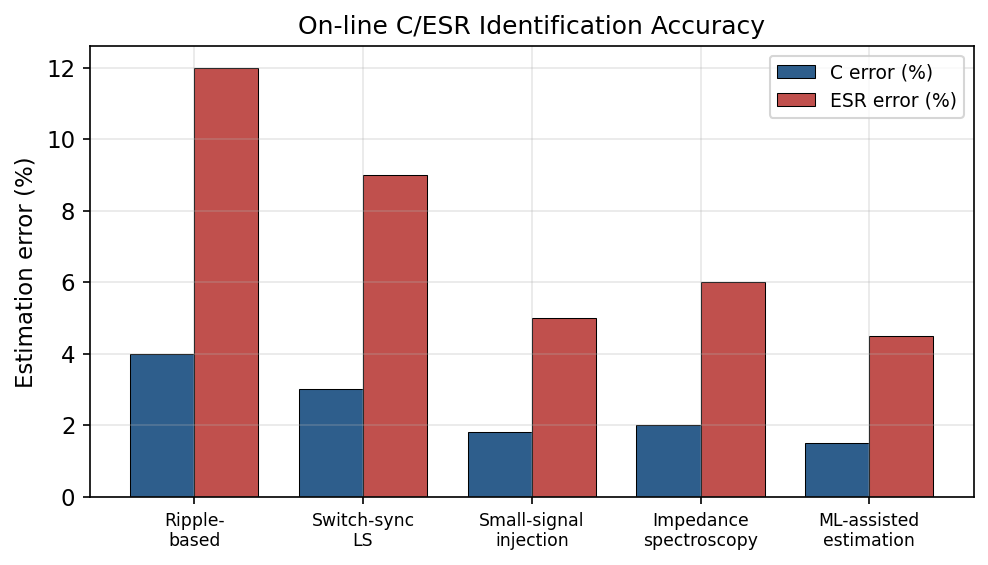 On-line C/ESR Identification Accuracy
C error (%)
ESR error (%)
Estimation error (%)
12
10
8
6
4
2
0
Ripple-
based
Switch-sync
LS
Small-signal
injection
Impedance
spectroscopy
ML-assisted
estimation